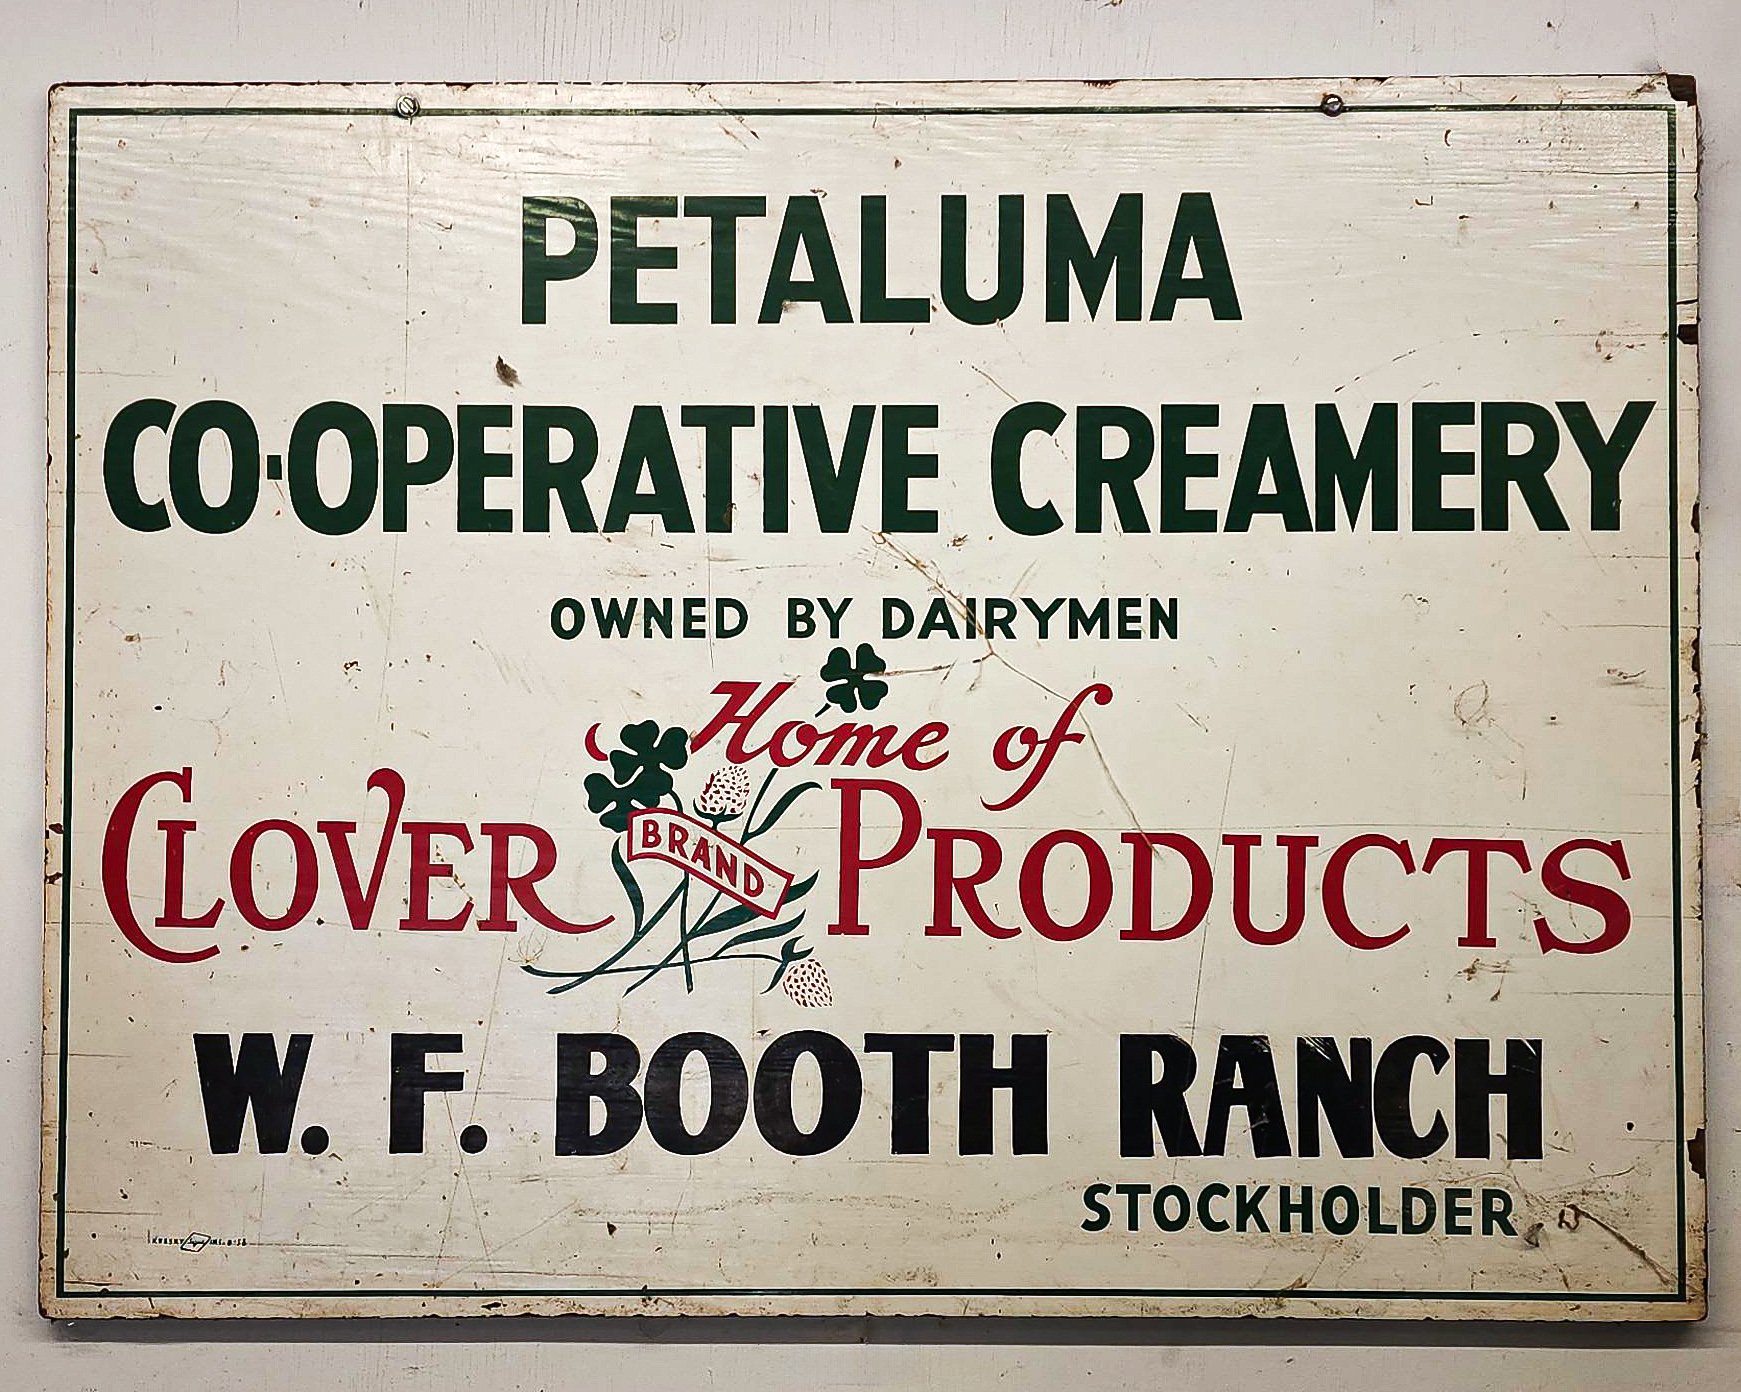 PETALUMA
CO-OPERATIVE CREAMERY
OWNED BY DAIRYMEN
Home of
CLOVER BRAND PRODUCTS
W. F. BOOTH RANCH
STOCKHOLDER